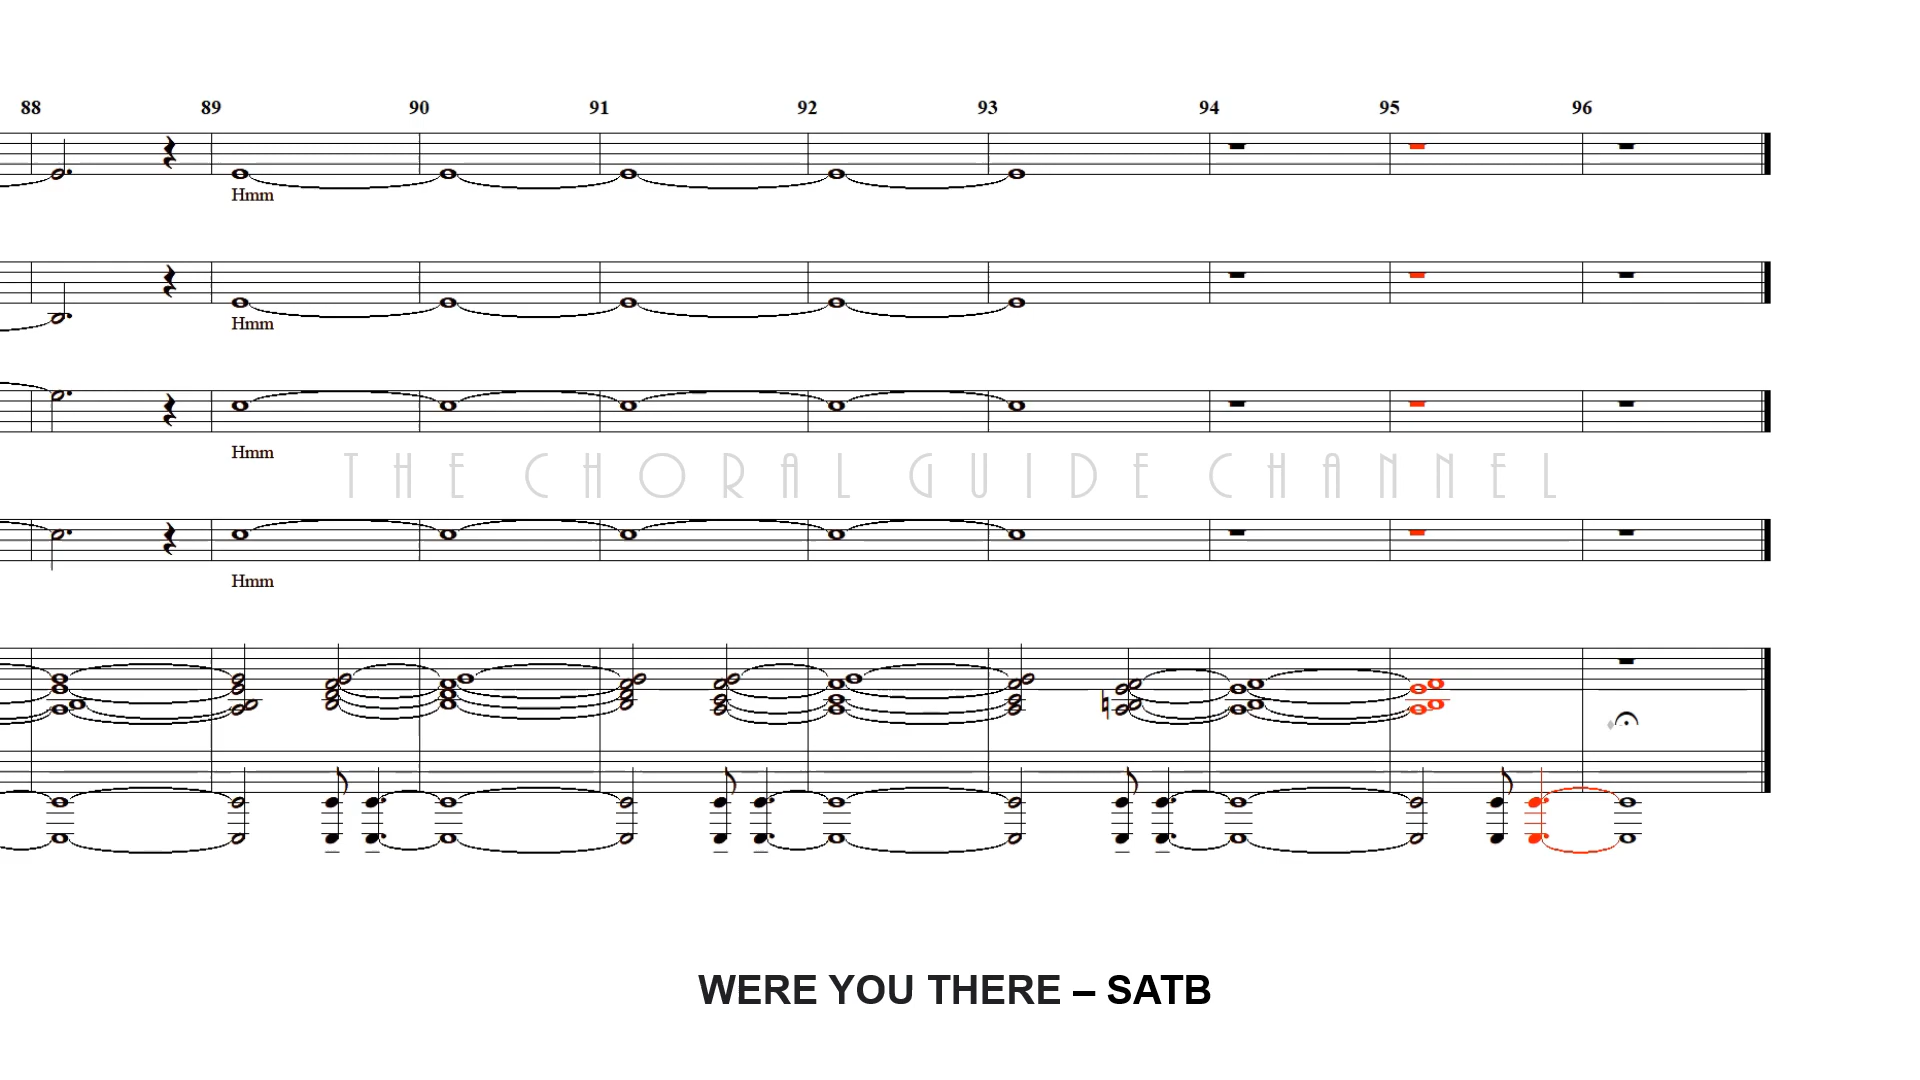 88 89 90 91 92 93 94 95 96
Hmm
Hmm
Hmm
THE CHORAL GUIDE CHANNEL
Hmm
WERE YOU THERE – SATB